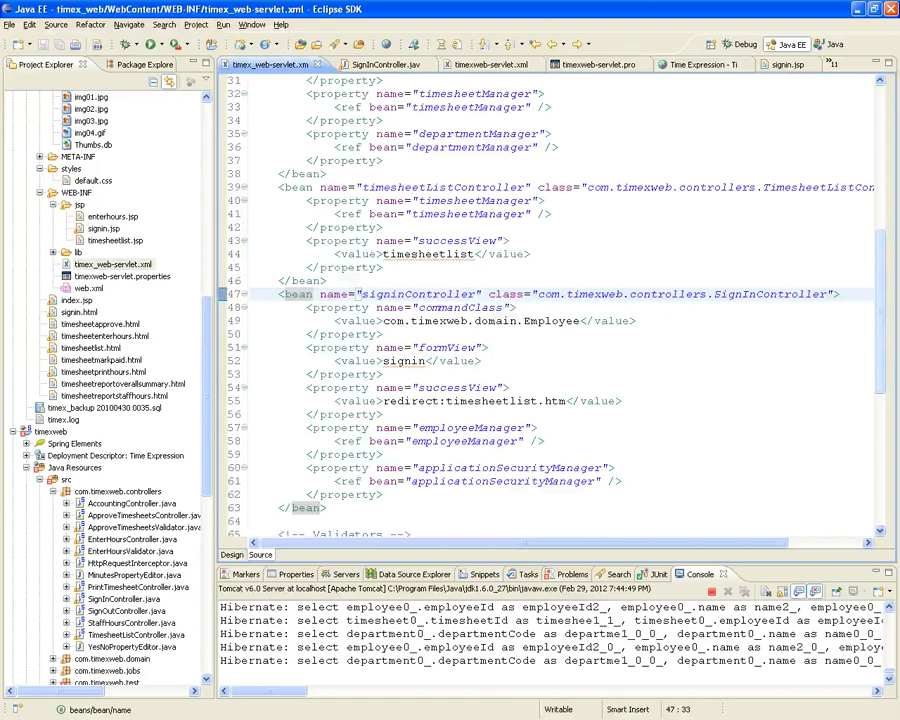 Java EE - timex_web/WebContent/WEB-INF/timex_web-servlet.xml - Eclipse SDK
File Edit Source Refactor Navigate Search Project Run Window Help
Debug Java EE Java
Project Explorer Package Explore
timex_web-servlet.xm SignInController.jav timexweb-servlet.xml timexweb-servlet.pro Time Expression - Ti signin.jsp »11
img01.jpg
img02.jpg
img03.jpg
img04.gif
Thumbs.db
META-INF
styles
default.css
WEB-INF
jsp
enterhours.jsp
signin.jsp
timesheetlist.jsp
lib
timex_web-servlet.xml
timexweb-servlet.properties
web.xml
index.jsp
signin.html
timesheetapprove.html
timesheetenterhours.html
timesheetlist.html
timesheetmarkpaid.html
timesheetprinthours.html
timesheetreportoverallsummary.html
timesheetreportstaffhours.html
timex_backup 20100430 0035.sql
timex.log
timexweb
Spring Elements
Deployment Descriptor: Time Expression
Java Resources
src
com.timexweb.controllers
AccountingController.java
ApproveTimesheetsController.java
ApproveTimesheetsValidator.java
EnterHoursController.java
EnterHoursValidator.java
HttpRequestInterceptor.java
MinutesPropertyEditor.java
PrintTimesheetController.java
SignInController.java
SignOutController.java
StaffHoursController.java
TimesheetListController.java
YesNoPropertyEditor.java
com.timexweb.domain
com.timexweb.jobs
com.timexweb.test
31 </property>
32 <property name="timesheetManager">
33 <ref bean="timesheetManager" />
34 </property>
35 <property name="departmentManager">
36 <ref bean="departmentManager" />
37 </property>
38 </bean>
39 <bean name="timesheetListController" class="com.timexweb.controllers.TimesheetListCon
40 <property name="timesheetManager">
41 <ref bean="timesheetManager" />
42 </property>
43 <property name="successView">
44 <value>timesheetlist</value>
45 </property>
46 </bean>
47 <bean name="signinController" class="com.timexweb.controllers.SignInController">
48 <property name="commandClass">
49 <value>com.timexweb.domain.Employee</value>
50 </property>
51 <property name="formView">
52 <value>signin</value>
53 </property>
54 <property name="successView">
55 <value>redirect:timesheetlist.htm</value>
56 </property>
57 <property name="employeeManager">
58 <ref bean="employeeManager" />
59 </property>
60 <property name="applicationSecurityManager">
61 <ref bean="applicationSecurityManager" />
62 </property>
63 </bean>
64
65 <!-- Validators -->
Design Source
Markers Properties Servers Data Source Explorer Snippets Tasks Problems Search JUnit Console
Tomcat v6.0 Server at localhost [Apache Tomcat] C:\Program Files\Java\jdk1.6.0_27\bin\javaw.exe (Feb 29, 2012 7:44:49 PM)
Hibernate: select employee0_.employeeId as employeeId2_, employee0_.name as name2_, employee0_
Hibernate: select timesheet0_.timesheetId as timeshe1_1_, timesheet0_.employeeId as employeeI
Hibernate: select department0_.departmentCode as departme1_0_0_, department0_.name as name0_0_
Hibernate: select employee0_.employeeId as employeeId2_0_, employee0_.name as name2_0_, employ
Hibernate: select department0_.departmentCode as departme1_0_0_, department0_.name as name0_0_
beans/bean/name Writable Smart Insert 47 : 33